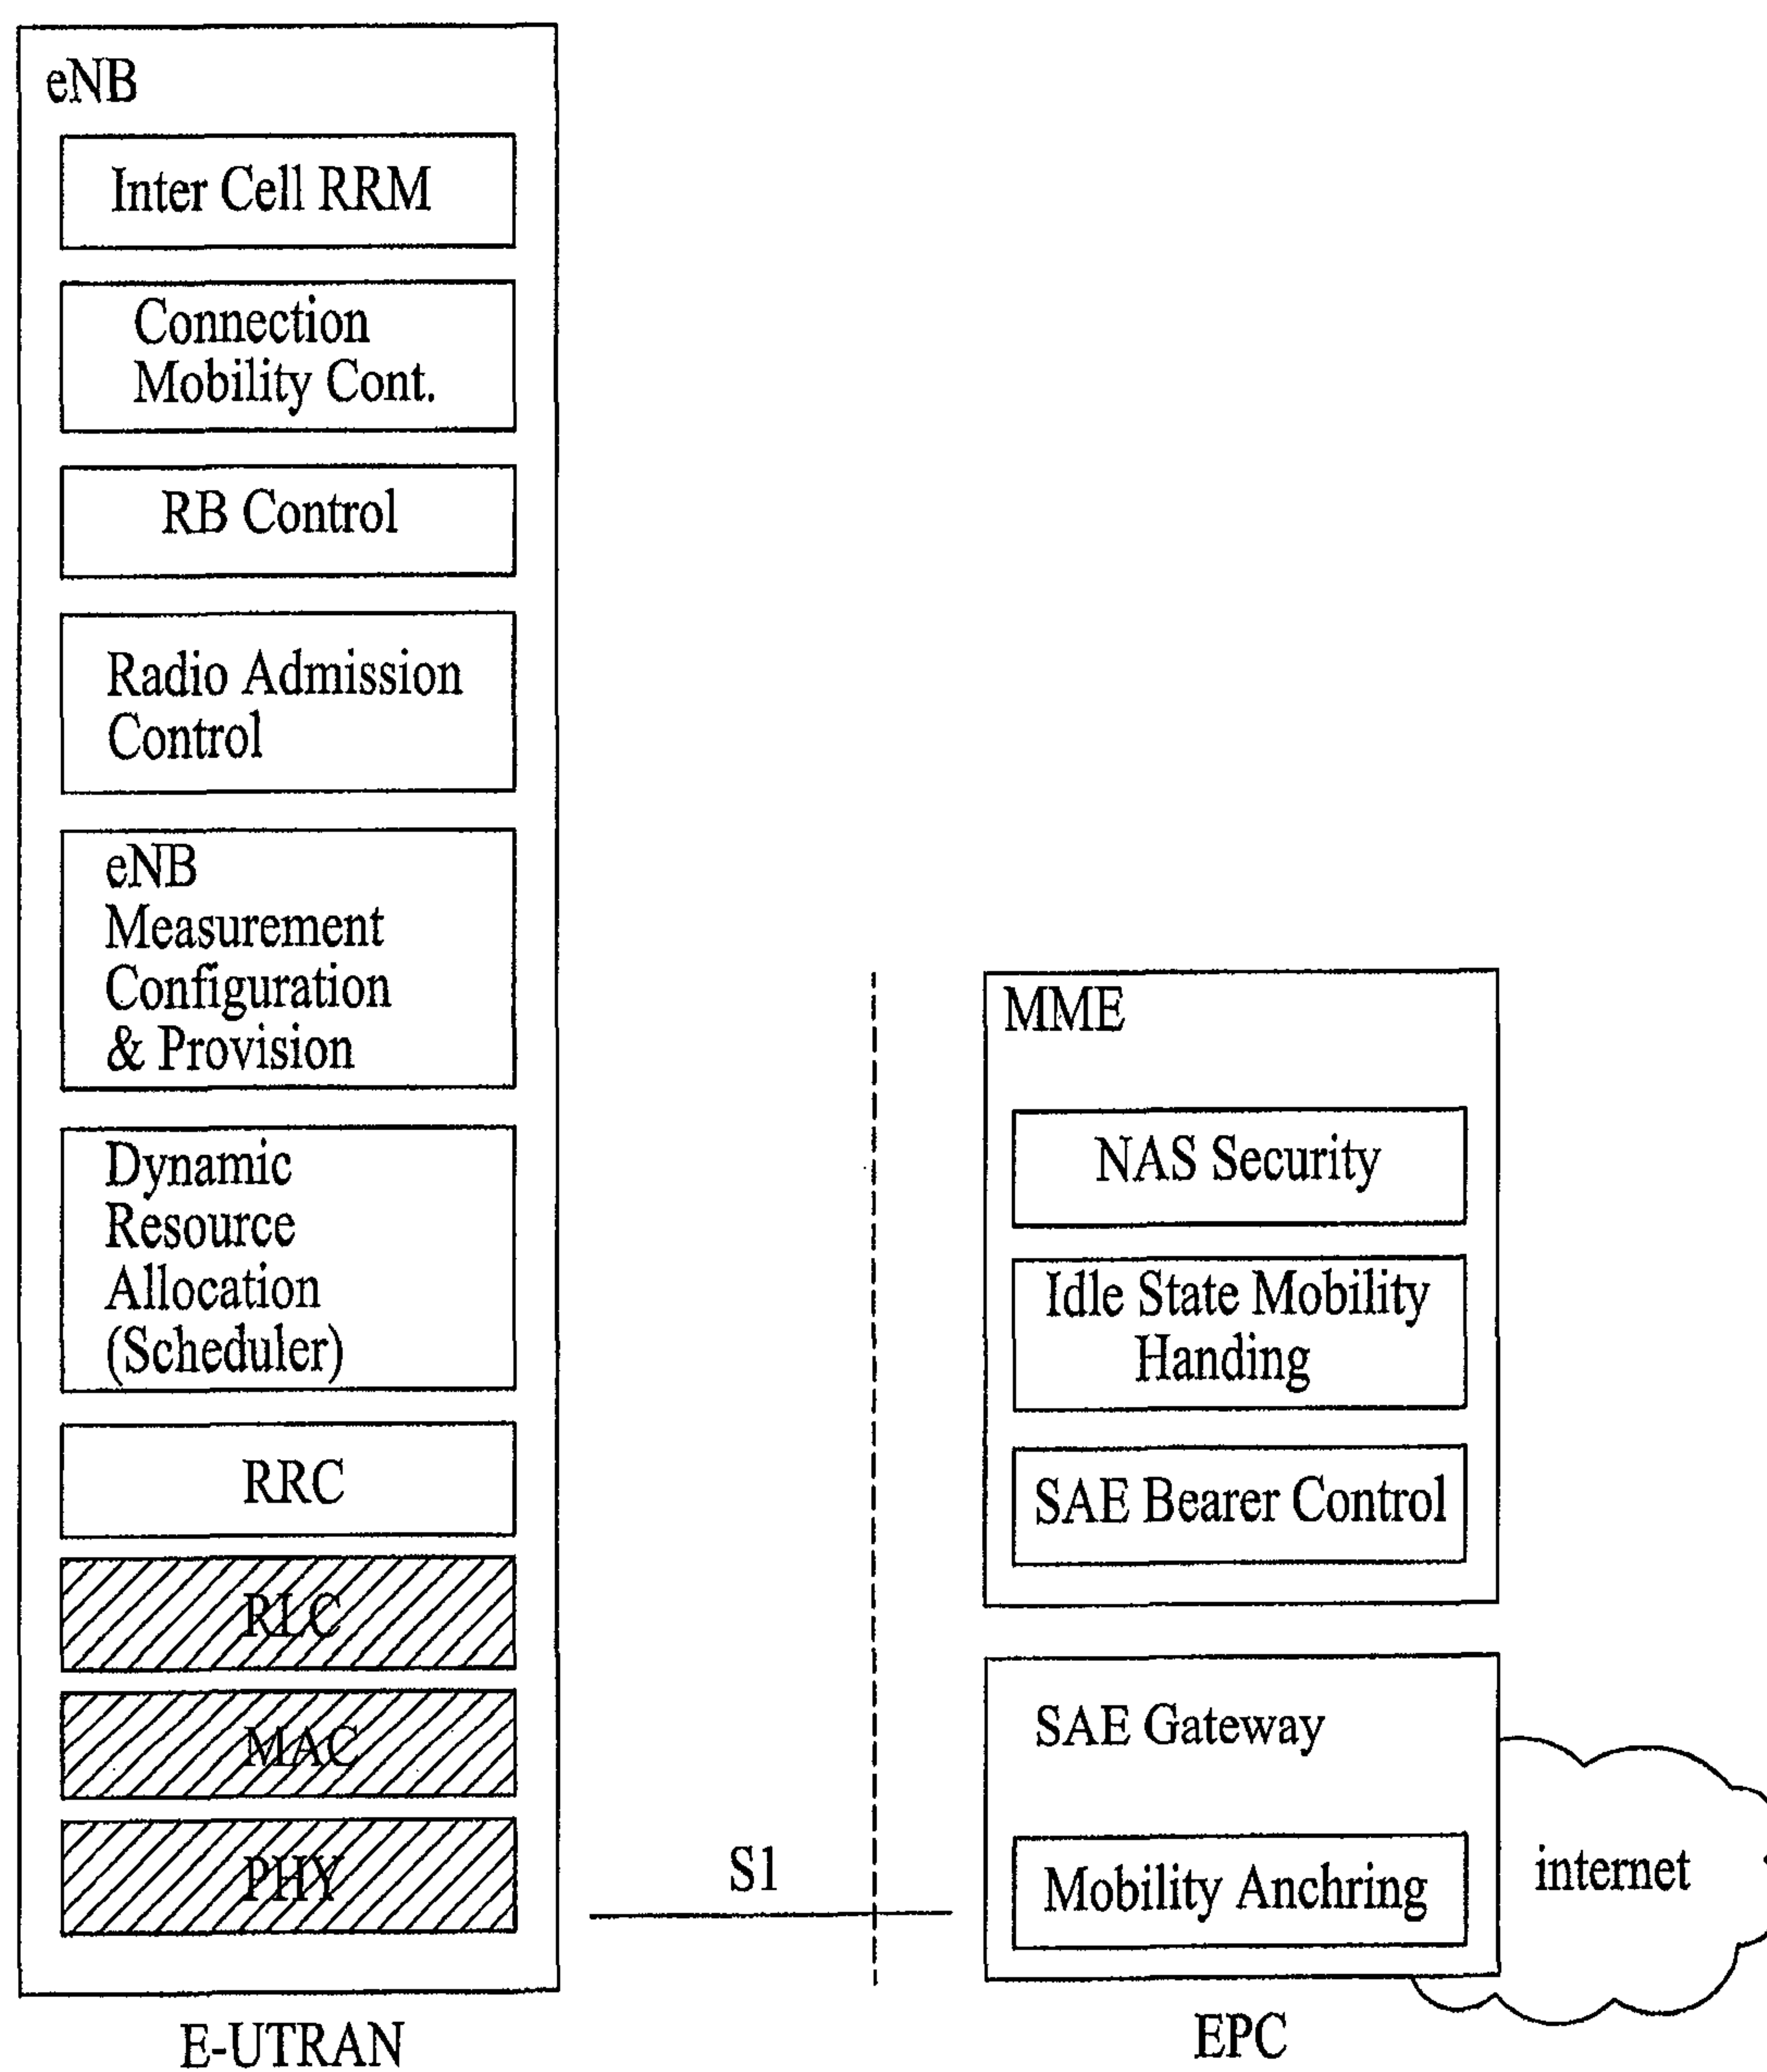 eNB
Inter Cell RRM
Connection
Mobility Cont.
RB Control
Radio Admission
Control
eNB
Measurement
Configuration
& Provision
Dynamic
Resource
Allocation
(Scheduler)
RRC
RLC
MAC
PHY
E-UTRAN
S1
MME
NAS Security
Idle State Mobility
Handing
SAE Bearer Control
SAE Gateway
Mobility Anchring
internet
EPC